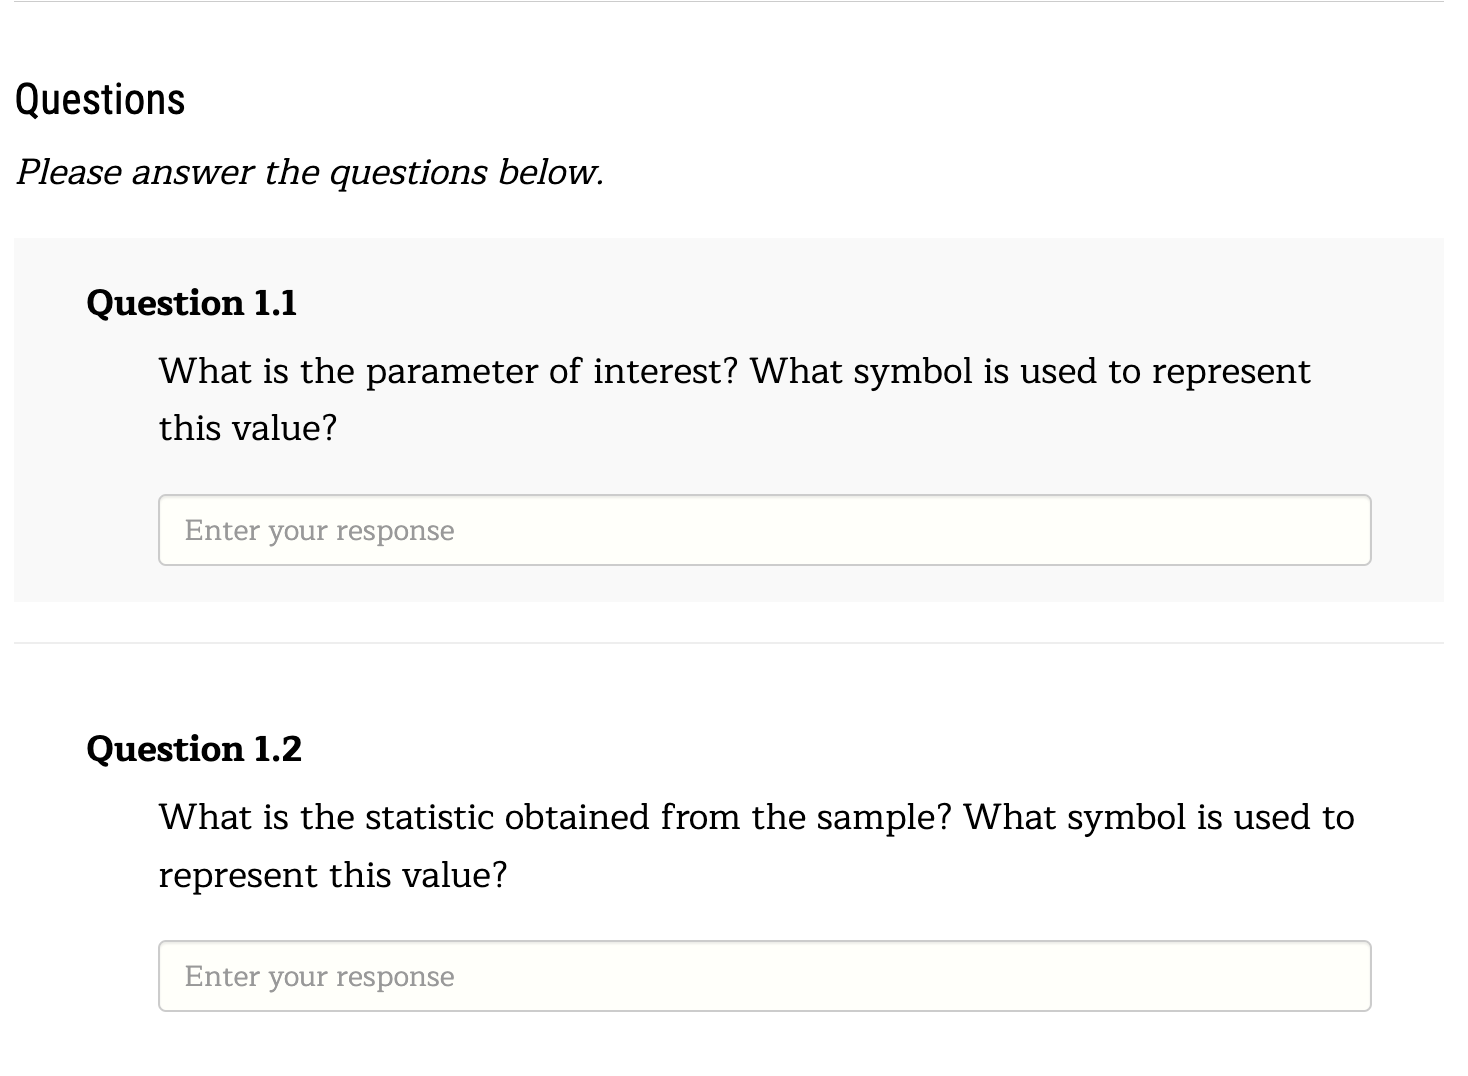 Questions
Please answer the questions below.
Question 1.1
What is the parameter of interest? What symbol is used to represent
this value?
Enter your response
Question 1.2
What is the statistic obtained from the sample? What symbol is used to
represent this value?
Enter your response